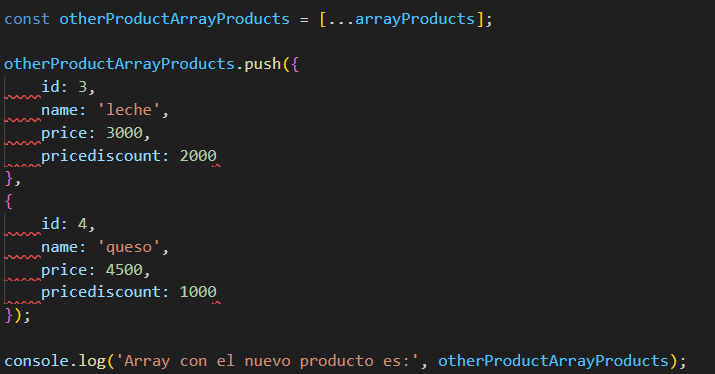 const otherProductArrayProducts = [...arrayProducts];
otherProductArrayProducts.push({
id: 3,
name: 'leche',
price: 3000,
pricediscount: 2000
},
{
id: 4,
name: 'queso',
price: 4500,
pricediscount: 1000
});
console.log('Array con el nuevo producto es:', otherProductArrayProducts);